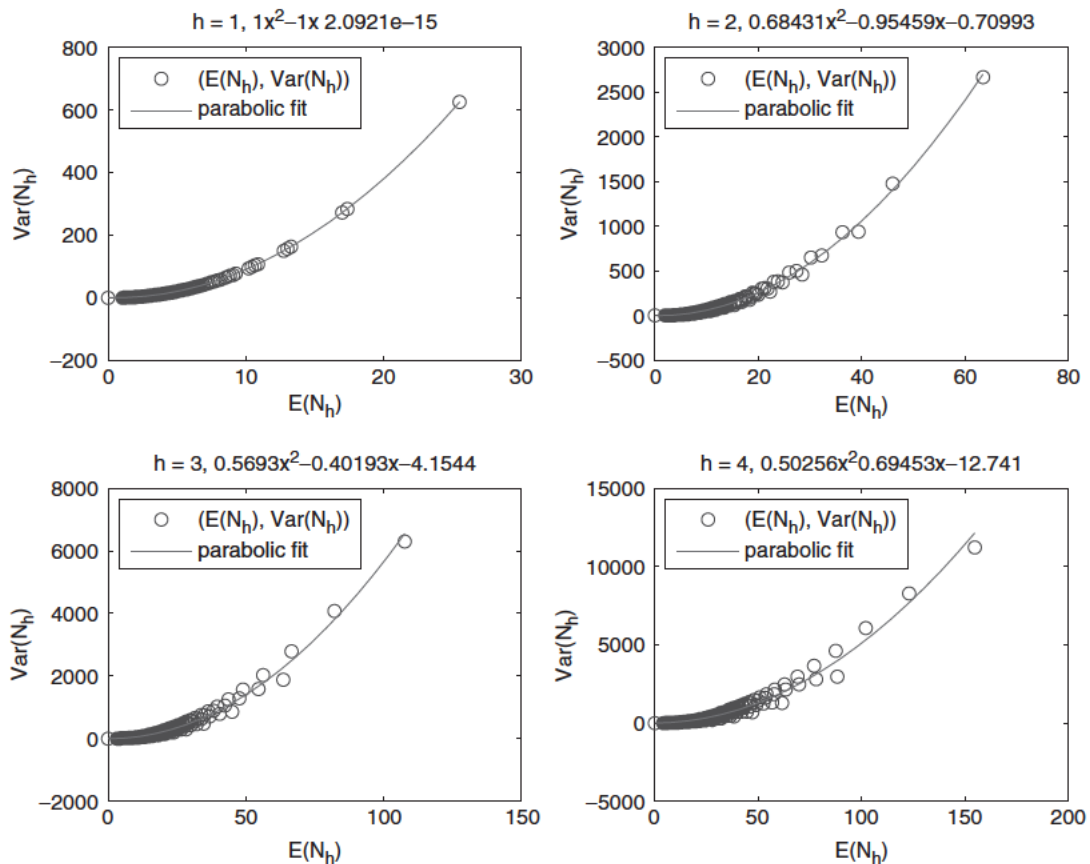 h = 1, 1x²–1x 2.0921e–15
800
600
400
200
0
–200
0
10
20
30
Var(Nₕ)
E(Nₕ)
(E(Nₕ), Var(Nₕ))
parabolic fit
h = 2, 0.68431x²–0.95459x–0.70993
3000
2500
2000
1500
1000
500
0
–500
0
20
40
60
80
Var(Nₕ)
E(Nₕ)
(E(Nₕ), Var(Nₕ))
parabolic fit
h = 3, 0.5693x²–0.40193x–4.1544
8000
6000
4000
2000
0
–2000
0
50
100
150
Var(Nₕ)
E(Nₕ)
(E(Nₕ), Var(Nₕ))
parabolic fit
h = 4, 0.50256x²0.69453x–12.741
15000
10000
5000
0
–5000
0
50
100
150
200
Var(Nₕ)
E(Nₕ)
(E(Nₕ), Var(Nₕ))
parabolic fit